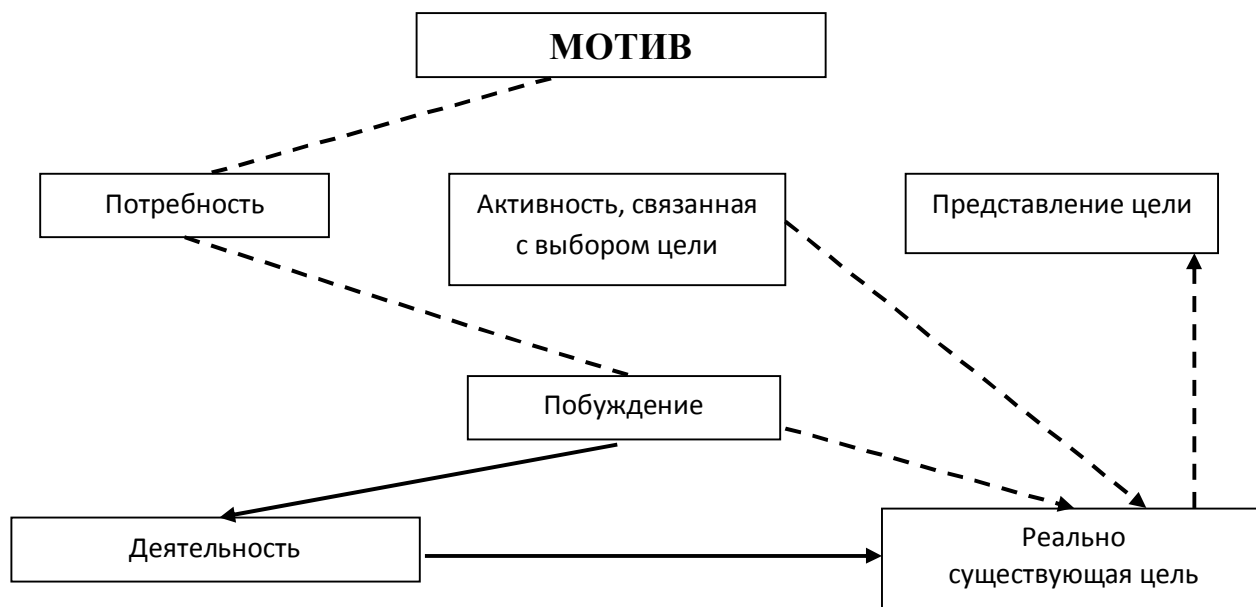 МОТИВ
Потребность
Активность, связанная
с выбором цели
Представление цели
Побуждение
Деятельность
Реально
существующая цель